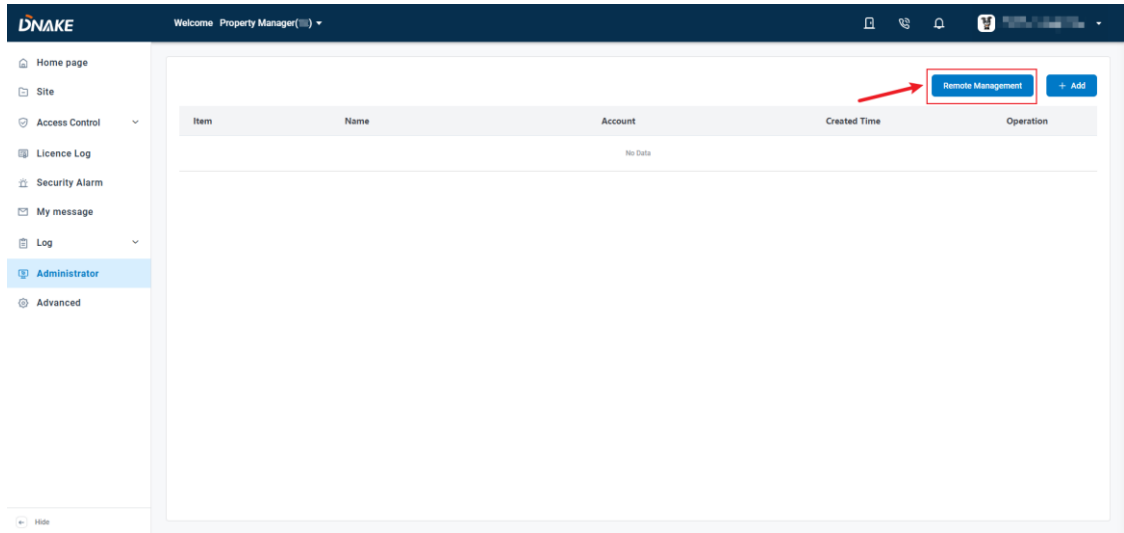 DNAKE
Welcome Property Manager( )
Home page
Site
Access Control
Licence Log
Security Alarm
My message
Log
Administrator
Advanced
Hide
Remote Management
+ Add
Item Name Account Created Time Operation
No Data